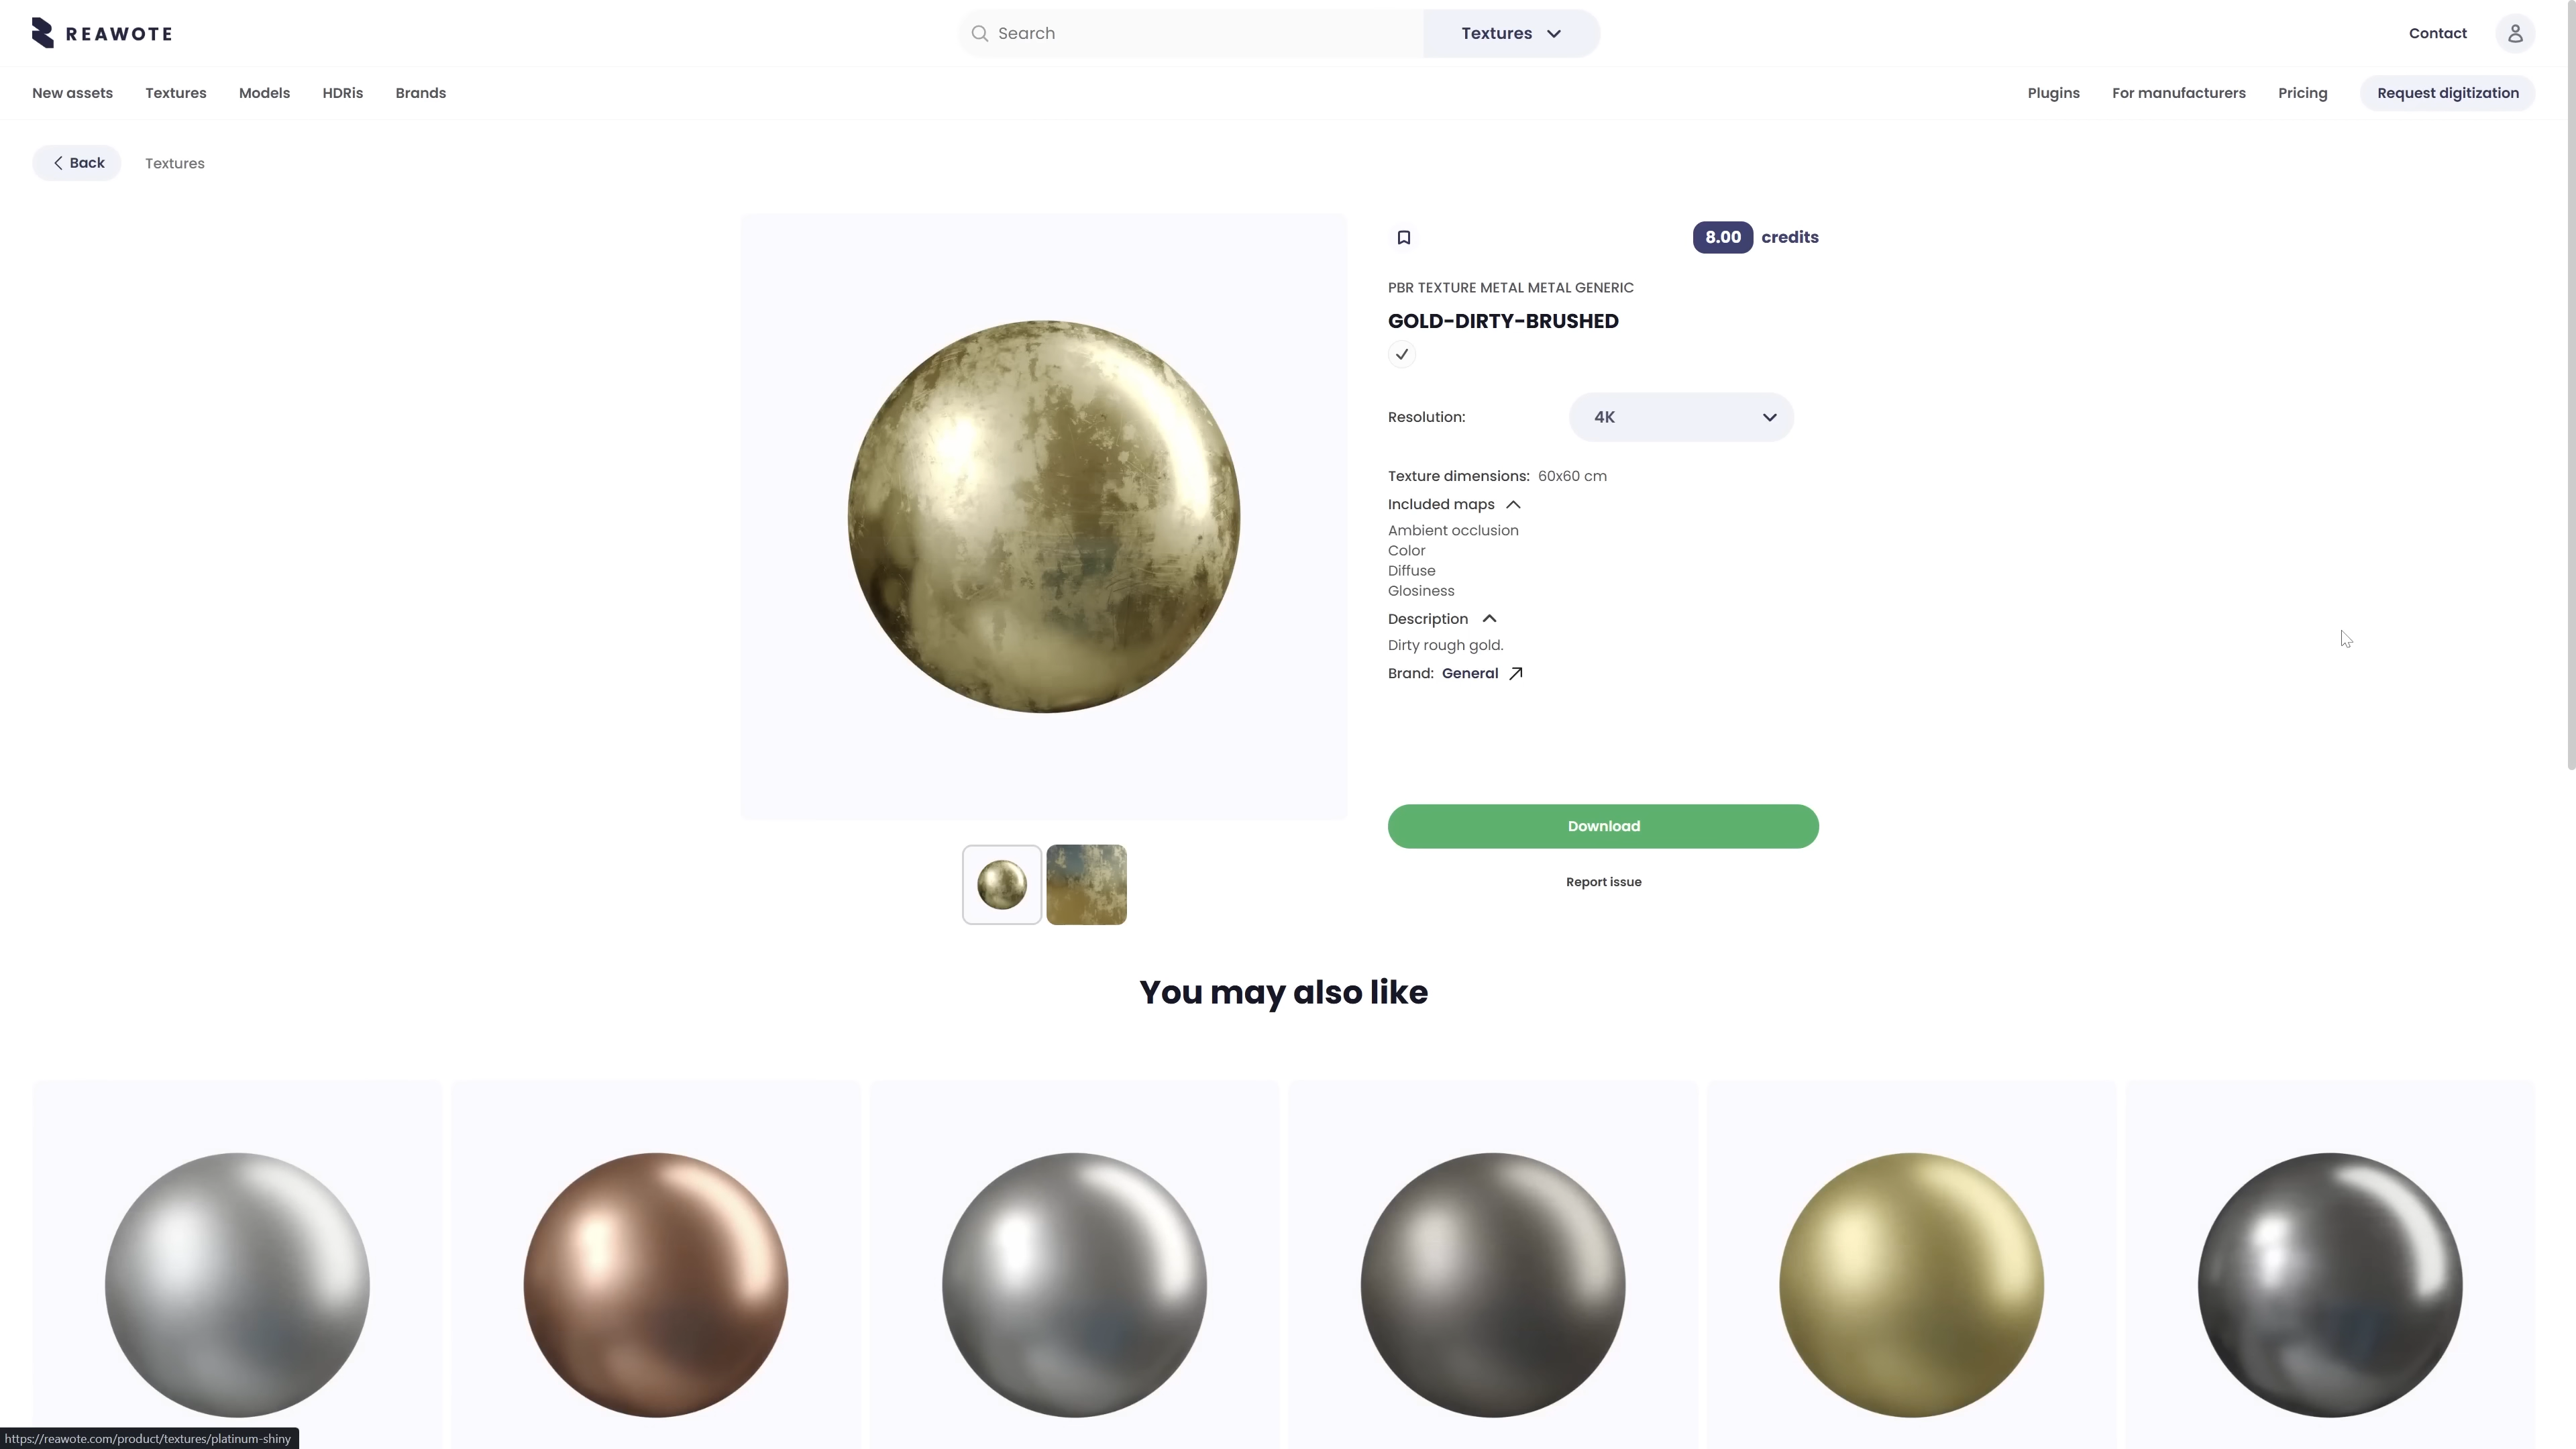 REAWOTE
Search
Textures
Contact
New assets
Textures
Models
HDRis
Brands
Plugins
For manufacturers
Pricing
Request digitization
Back
Textures
8.00 credits
PBR TEXTURE METAL METAL GENERIC
GOLD-DIRTY-BRUSHED
Resolution:
4K
Texture dimensions: 60x60 cm
Included maps
Ambient occlusion
Color
Diffuse
Glosiness
Description
Dirty rough gold.
Brand: General
Download
Report issue
You may also like
https://reawote.com/product/textures/platinum-shiny